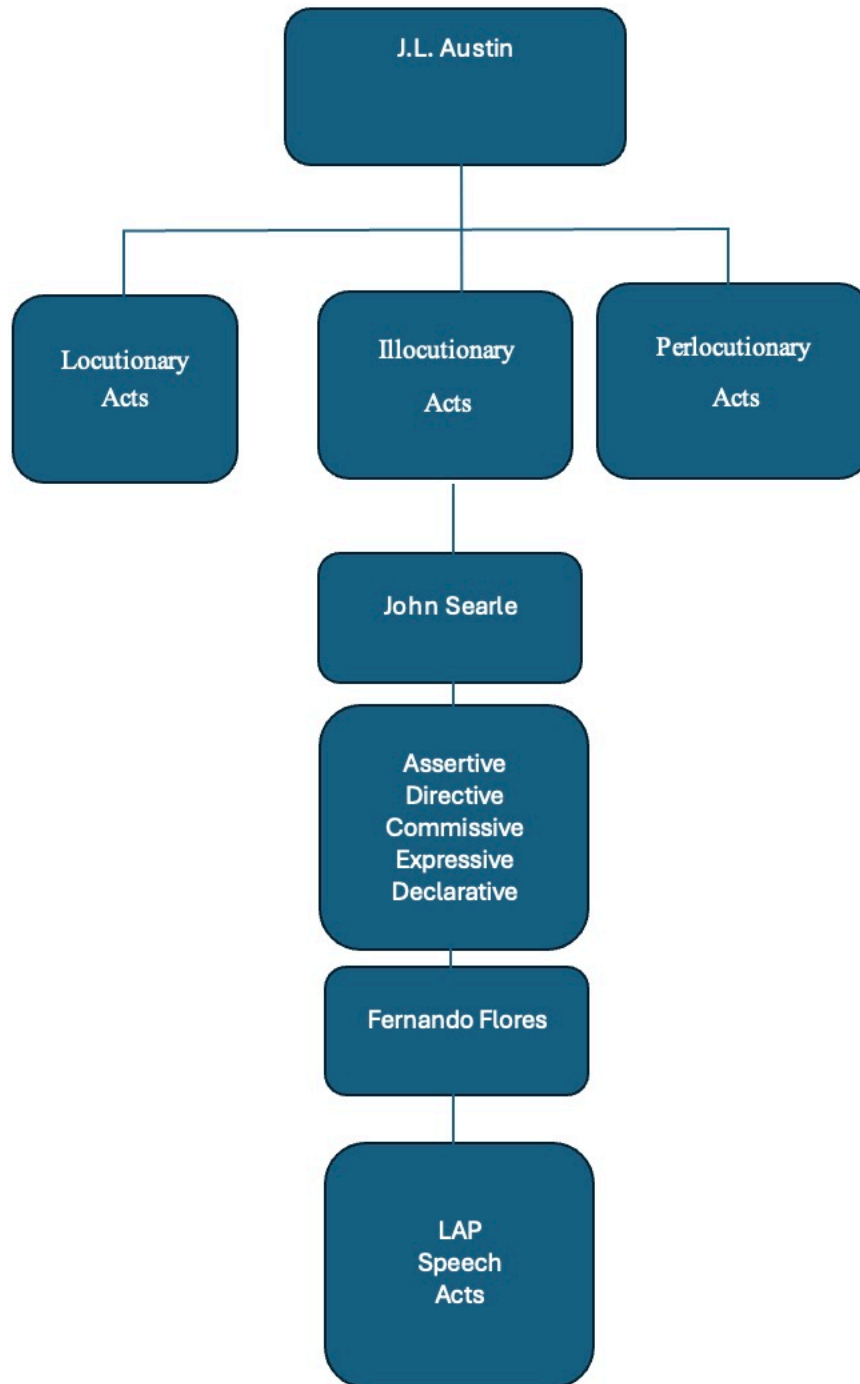 J.L. Austin
Locutionary
Acts
Illocutionary
Acts
Perlocutionary
Acts
John Searle
Assertive
Directive
Commissive
Expressive
Declarative
Fernando Flores
LAP
Speech
Acts